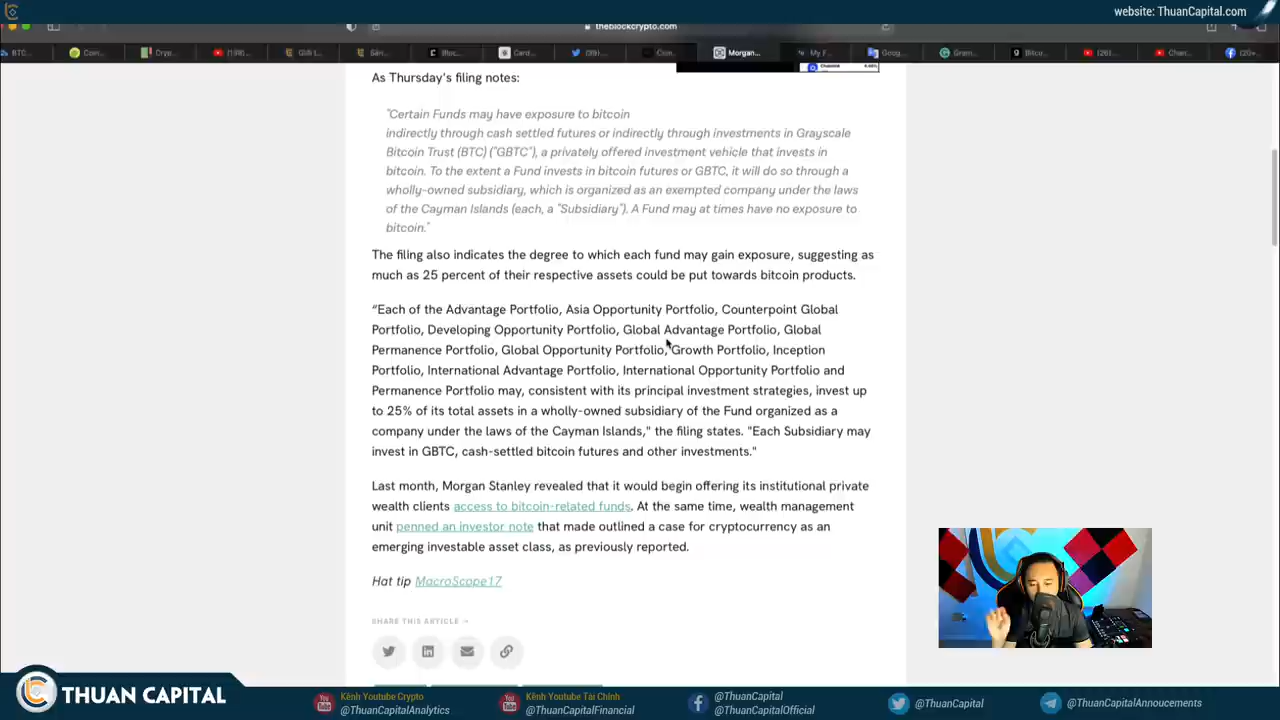 website: ThuanCapital.com
theblockcrypto.com
BTC...
Coin...
Cryp...
Bloc...
Card...
Morgan...
My F...
Goog...
Gram...
Bitco...
Chan...
As Thursday's filing notes:
"Certain Funds may have exposure to bitcoin
indirectly through cash settled futures or indirectly through investments in Grayscale
Bitcoin Trust (BTC) ("GBTC"), a privately offered investment vehicle that invests in
bitcoin. To the extent a Fund invests in bitcoin futures or GBTC, it will do so through a
wholly-owned subsidiary, which is organized as an exempted company under the laws
of the Cayman Islands (each, a "Subsidiary"). A Fund may at times have no exposure to
bitcoin."
The filing also indicates the degree to which each fund may gain exposure, suggesting as
much as 25 percent of their respective assets could be put towards bitcoin products.
“Each of the Advantage Portfolio, Asia Opportunity Portfolio, Counterpoint Global
Portfolio, Developing Opportunity Portfolio, Global Advantage Portfolio, Global
Permanence Portfolio, Global Opportunity Portfolio, Growth Portfolio, Inception
Portfolio, International Advantage Portfolio, International Opportunity Portfolio and
Permanence Portfolio may, consistent with its principal investment strategies, invest up
to 25% of its total assets in a wholly-owned subsidiary of the Fund organized as a
company under the laws of the Cayman Islands," the filing states. "Each Subsidiary may
invest in GBTC, cash-settled bitcoin futures and other investments."
Last month, Morgan Stanley revealed that it would begin offering its institutional private
wealth clients access to bitcoin-related funds. At the same time, wealth management
unit penned an investor note that made outlined a case for cryptocurrency as an
emerging investable asset class, as previously reported.
Hat tip MacroScope17
SHARE THIS ARTICLE →
THUAN CAPITAL
Kênh Youtube Crypto
@ThuanCapitalAnalytics
Kênh Youtube Tài Chính
@ThuanCapitalFinancial
@ThuanCapital
@ThuanCapitalOfficial
@ThuanCapital
@ThuanCapitalAnnoucements